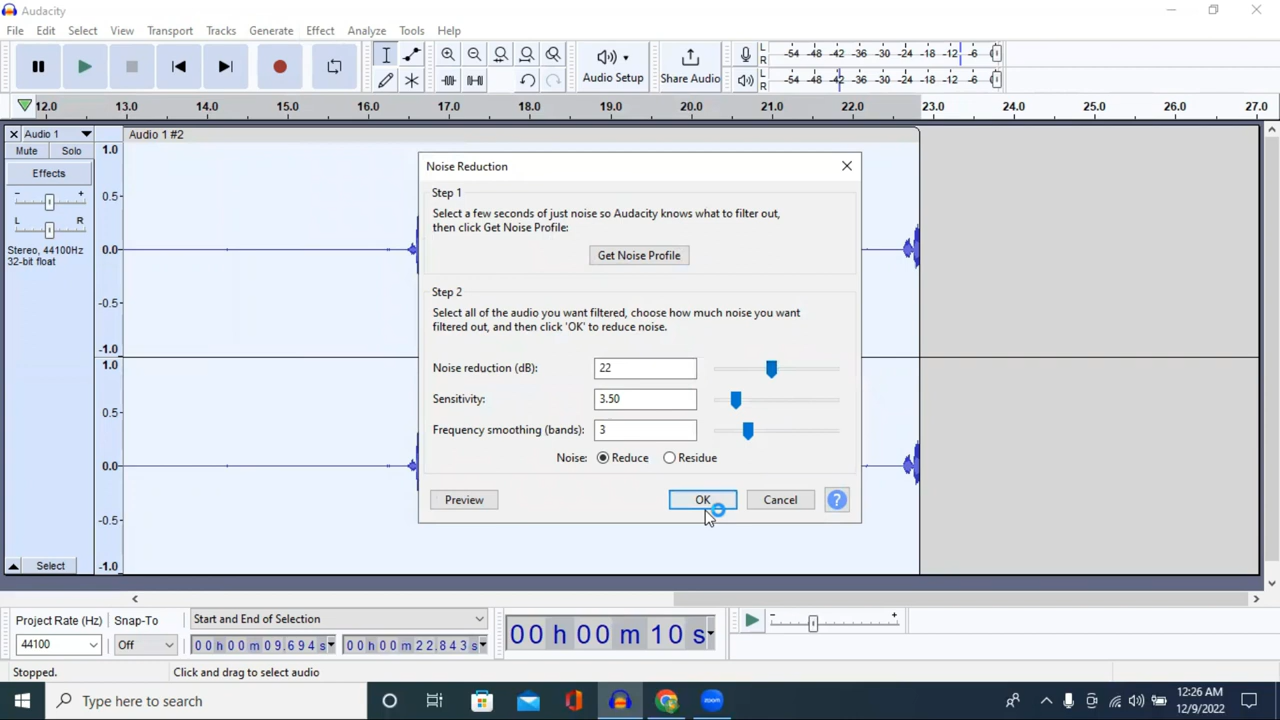 Audacity
File Edit Select View Transport Tracks Generate Effect Analyze Tools Help
Audio Setup
Share Audio
L
R
-54 -48 -42 -36 -30 -24 -18 -12 -6
L
R
-54 -48 -42 -36 -30 -24 -18 -12 -6
12.0 13.0 14.0 15.0 16.0 17.0 18.0 19.0 20.0 21.0 22.0 23.0 24.0 25.0 26.0 27.0
Audio 1
Audio 1 #2
Mute Solo
Effects
- +
L R
Stereo, 44100Hz
32-bit float
1.0
0.5
0.0
-0.5
-1.0
1.0
0.5
0.0
-0.5
-1.0
Select
Noise Reduction
Step 1
Select a few seconds of just noise so Audacity knows what to filter out,
then click Get Noise Profile:
Get Noise Profile
Step 2
Select all of the audio you want filtered, choose how much noise you want
filtered out, and then click 'OK' to reduce noise.
Noise reduction (dB): 22
Sensitivity: 3.50
Frequency smoothing (bands): 3
Noise: Reduce Residue
Preview OK Cancel ?
Project Rate (Hz) Snap-To Start and End of Selection
44100 Off 00 h 00 m 09.694 s 00 h 00 m 22.843 s
00 h 00 m 10 s
- +
Stopped. Click and drag to select audio
Type here to search
zoom
12:26 AM
12/9/2022